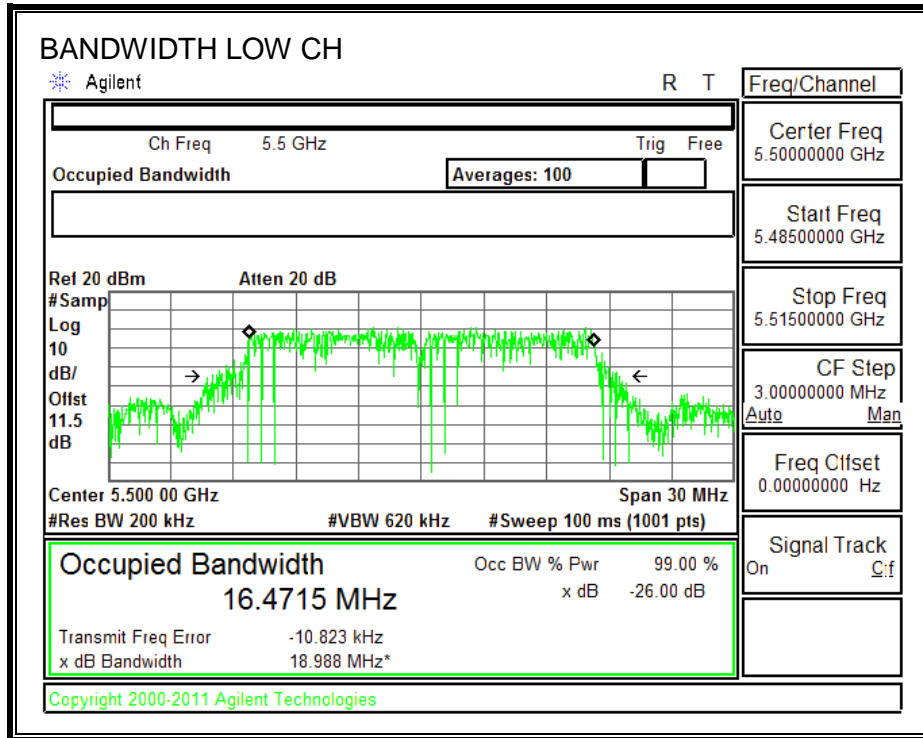 BANDWIDTH LOW CH
Agilent R T Freq/Channel
Ch Freq 5.5 GHz Trig Free
Occupied Bandwidth Averages: 100
Center Freq
5.50000000 GHz
Start Freq
5.48500000 GHz
Stop Freq
5.51500000 GHz
CF Step
3.00000000 MHz
Auto Man
Freq Offset
0.00000000 Hz
Signal Track
On Off
Ref 20 dBm Atten 20 dB
#Samp
Log
10
dB/
Offst
11.5
dB
Center 5.500 00 GHz Span 30 MHz
#Res BW 200 kHz #VBW 620 kHz #Sweep 100 ms (1001 pts)
Occupied Bandwidth Occ BW % Pwr 99.00 %
16.4715 MHz x dB -26.00 dB
Transmit Freq Error -10.823 kHz
x dB Bandwidth 18.988 MHz*
Copyright 2000-2011 Agilent Technologies